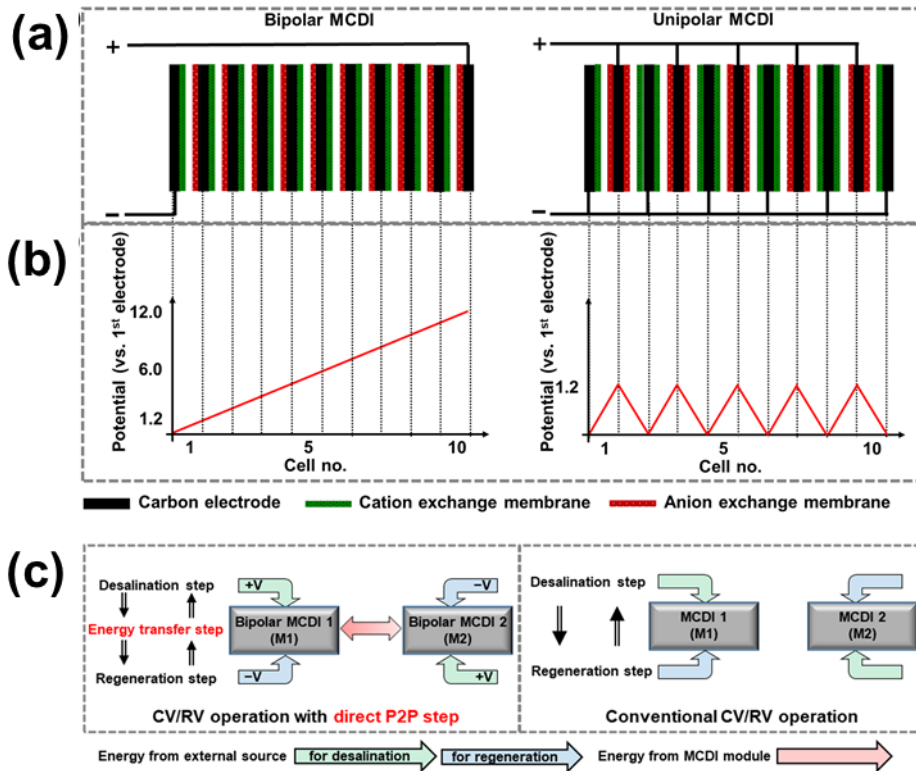 (a)
Bipolar MCDI
Unipolar MCDI
+
+
−
−
(b)
Potential (vs. 1st electrode)
12.0
6.0
1.2
1
5
10
Cell no.
Potential (vs. 1st electrode)
1.2
1
5
10
Cell no.
Carbon electrode
Cation exchange membrane
Anion exchange membrane
(c)
Desalination step
Energy transfer step
Regeneration step
+V
−V
Bipolar MCDI 1
(M1)
Bipolar MCDI 2
(M2)
−V
+V
CV/RV operation with direct P2P step
Desalination step
Regeneration step
MCDI 1
(M1)
MCDI 2
(M2)
Conventional CV/RV operation
Energy from external source
for desalination
for regeneration
Energy from MCDI module